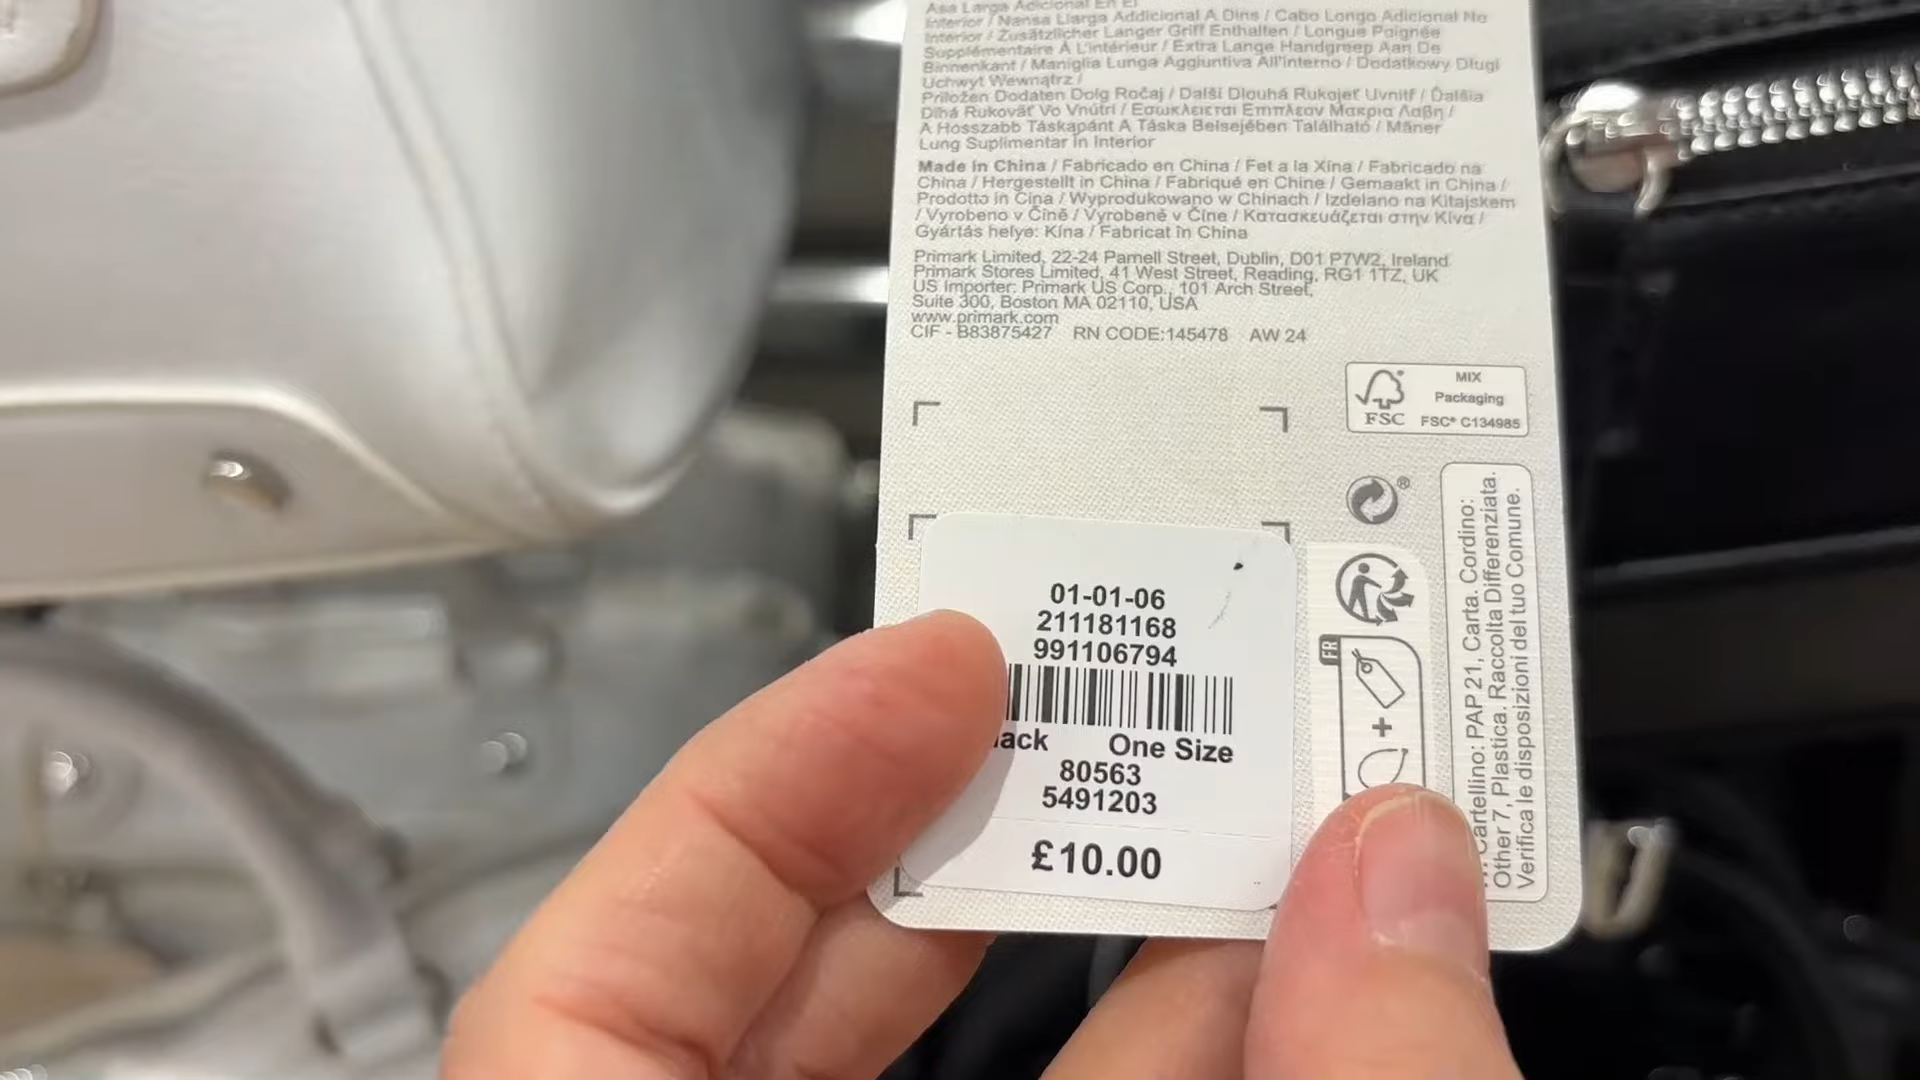 Asa Larga Adicional En El
Interior / Nansa Llarga Addicional A Dins / Cabo Longo Adicional No
Interior / Zusätzlicher Langer Griff Enthalten / Longue Poignée
Supplémentaire À L'intérieur / Extra Lange Handgreep Aan De
Binnenkant / Maniglia Lunga Aggiuntiva All'interno / Dodatkowy Długi
Uchwyt Wewnątrz /
Priložen Dodaten Dolg Ročaj / Další Dlouhá Rukojeť Uvnitř / Ďalšia
Dlhá Rukoväť Vo Vnútri / Εσωκλειεται Επιπλεον Μακρια Λαβη /
A Hosszabb Táskapánt A Táska Belsejében Található / Mâner
Lung Suplimentar În Interior
Made in China / Fabricado en China / Fet a la Xina / Fabricado na
China / Hergestellt in China / Fabriqué en Chine / Gemaakt in China /
Prodotto in Cina / Wyprodukowano w Chinach / Izdelano na Kitajskem
/ Vyrobeno v Číně / Vyrobené v Číne / Κατασκευάζεται στην Κίνα /
Gyártás helye: Kína / Fabricat în China
Primark Limited, 22-24 Parnell Street, Dublin, D01 P7W2, Ireland
Primark Stores Limited, 41 West Street, Reading, RG1 1TZ, UK
US Importer: Primark US Corp., 101 Arch Street,
Suite 300, Boston MA 02110, USA
www.primark.com
CIF - B83875427 RN CODE:145478 AW 24
MIX
Packaging
FSC FSC® C134985
®
01-01-06
211181168
991106794
lack One Size
80563
5491203
£10.00
FR
+
Cartellino: PAP 21, Carta. Cordino:
Other 7, Plastica. Raccolta Differenziata.
Verifica le disposizioni del tuo Comune.